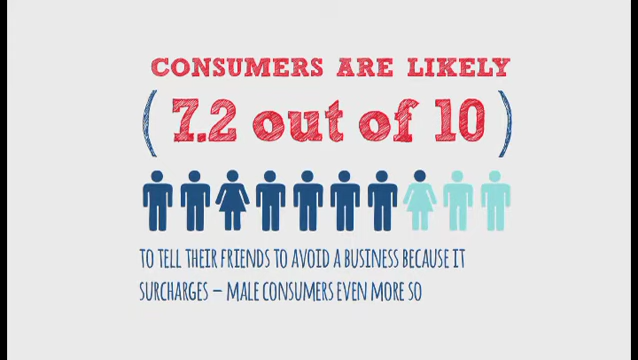 CONSUMERS ARE LIKELY
(7.2 out of 10)
TO TELL THEIR FRIENDS TO AVOID A BUSINESS BECAUSE IT
SURCHARGES – MALE CONSUMERS EVEN MORE SO